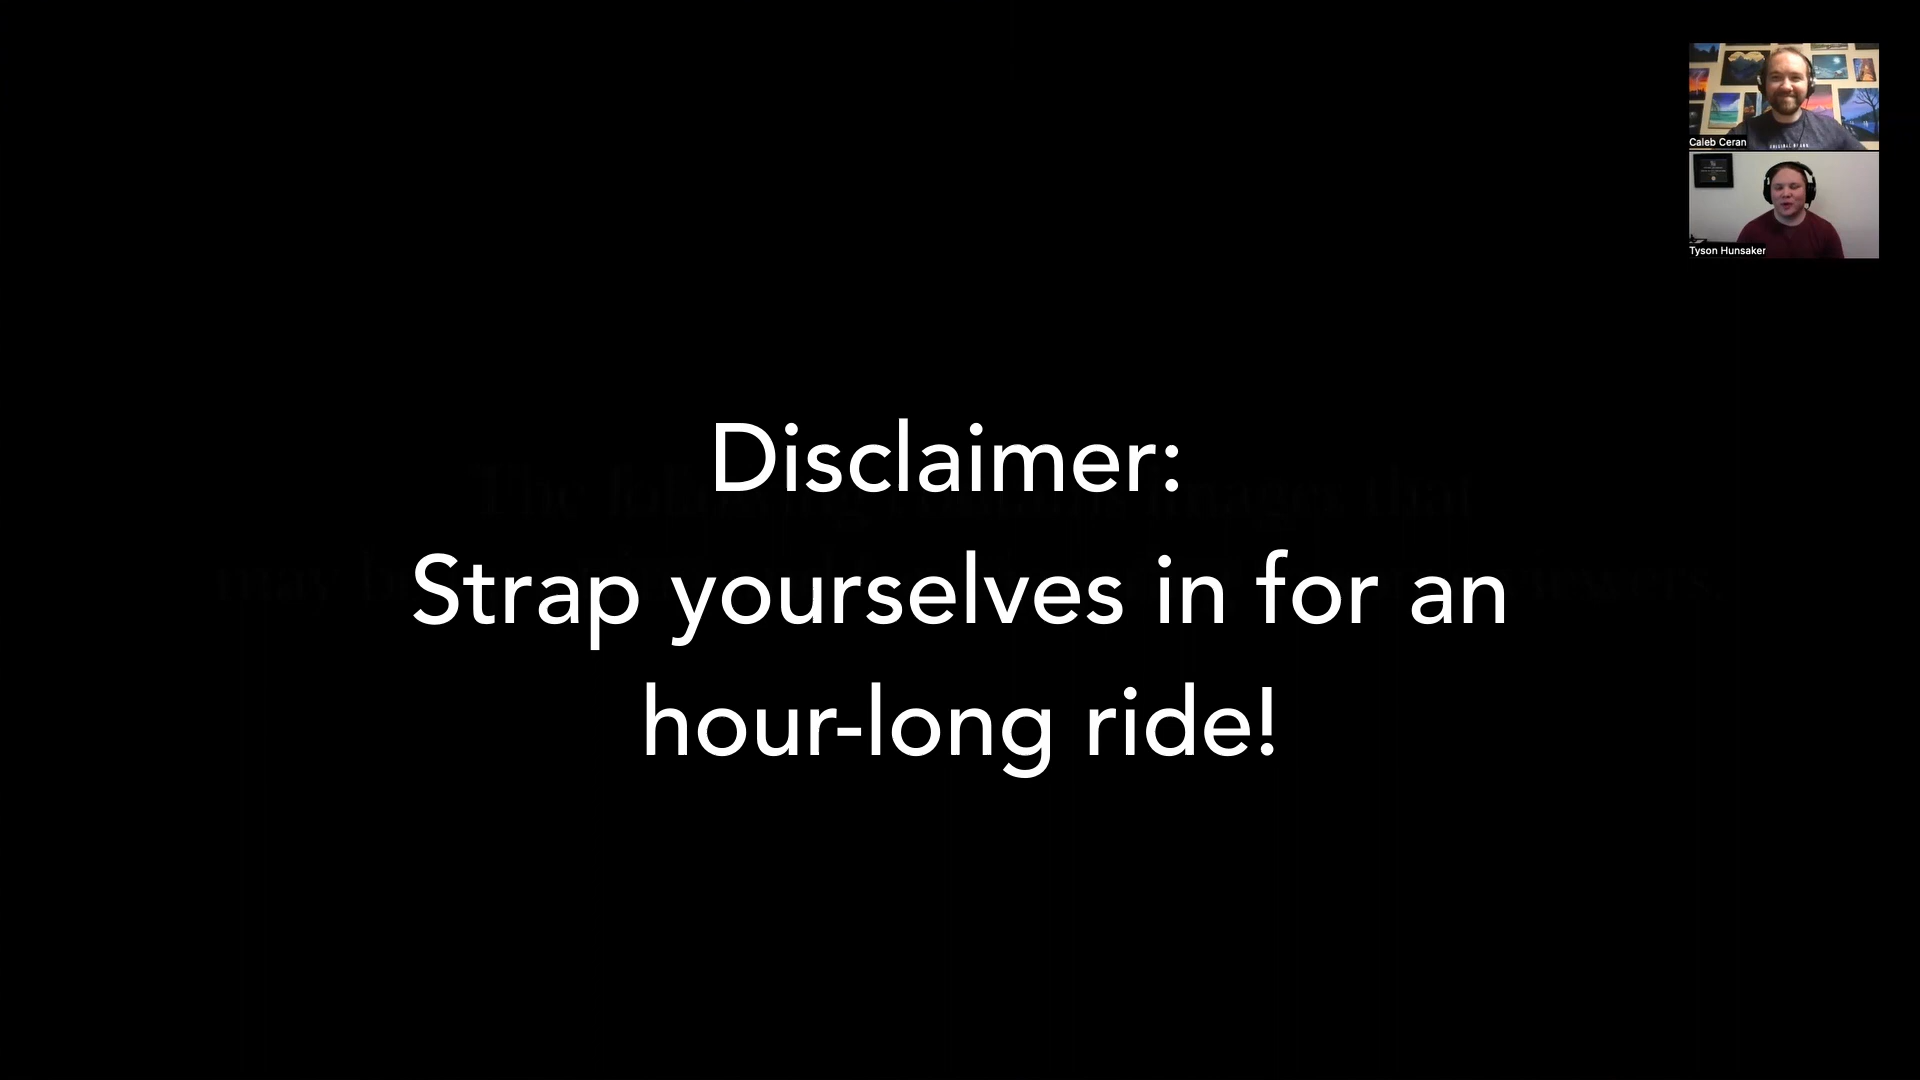 Caleb Ceran
Tyson Hunsaker
Disclaimer:
Strap yourselves in for an
hour-long ride!